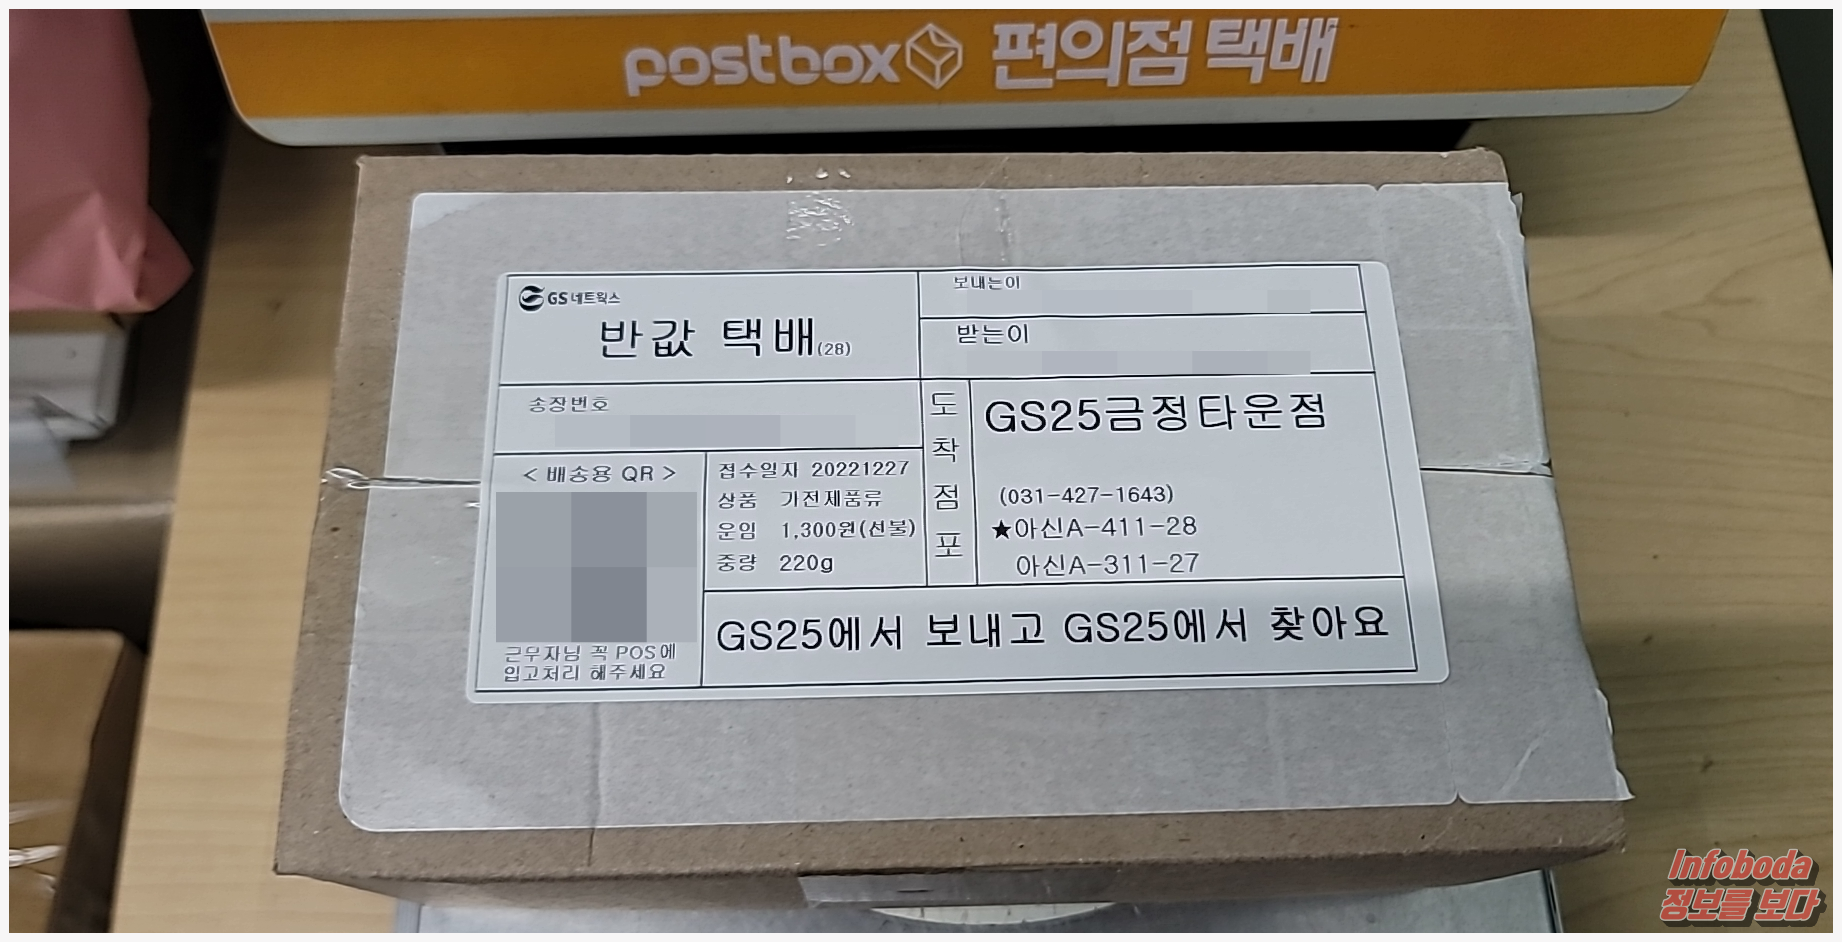 postbox 편의점 택배
GS네트웍스
반값 택배(28)
보내는이
받는이
송장번호
도착점포
GS25금정타운점
(031-427-1643)
★아신A-411-28
아신A-311-27
< 배송용 QR >
접수일자 20221227
상품 가전제품류
운임 1,300원(선불)
중량 220g
근무자님 꼭 POS에
입고처리 해주세요
GS25에서 보내고 GS25에서 찾아요
Infoboda
정보를 보다